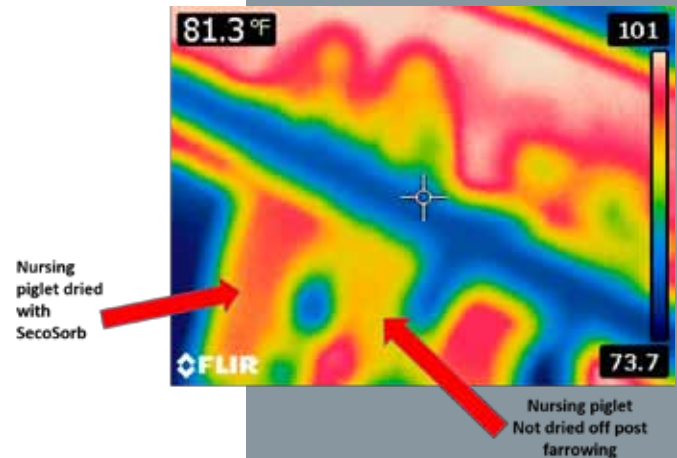 81.3 °F
101
Nursing
piglet dried
with
SecoSorb
FLIR
73.7
Nursing piglet
Not dried off post
farrowing